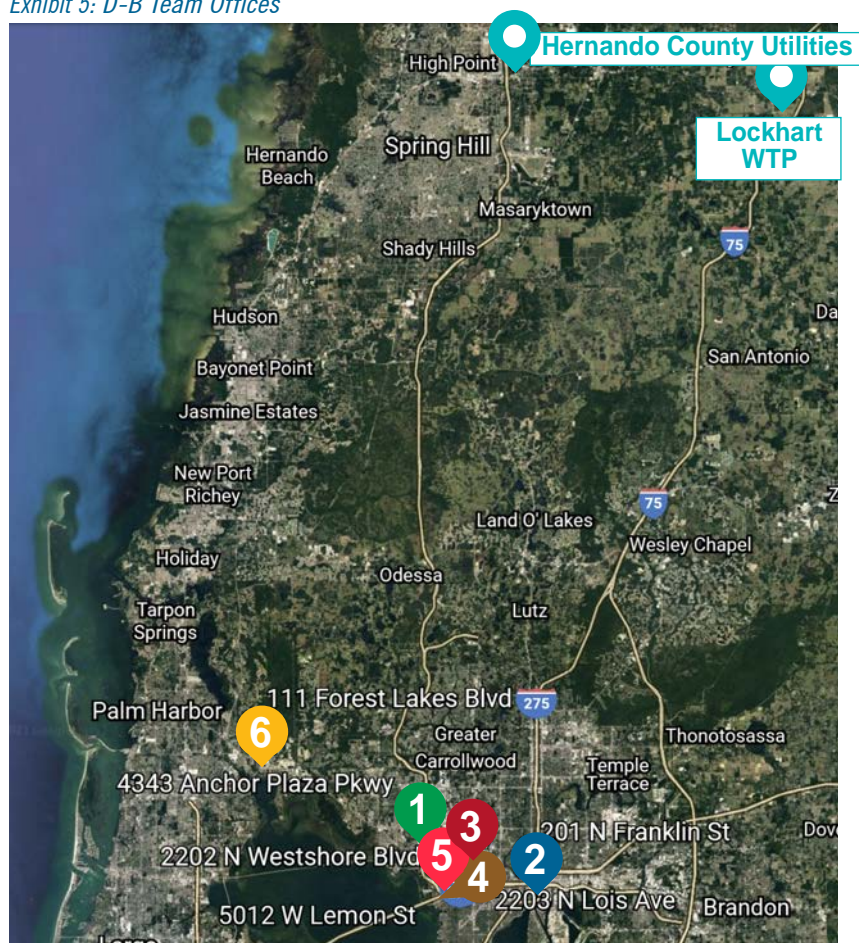 Exhibit 5: D-B Team Offices
Hernando County Utilities
High Point
Lockhart
WTP
Spring Hill
Hernando
Beach
Masaryktown
75
Shady Hills
Hudson
Da
San Antonio
Bayonet Point
Jasmine Estates
New Port
Richey
75
Z
Land O' Lakes
Wesley Chapel
Holiday
Odessa
Tarpon
Springs
Lutz
111 Forest Lakes Blvd
275
Palm Harbor
6
Greater
Carrollwood
Thonotosassa
Temple
Terrace
4343 Anchor Plaza Pkwy
1
3
201 N Franklin St
Dov
2202 N Westshore Blvd
5
2
4
2203 N Lois Ave
5012 W Lemon St
Brandon
Largo